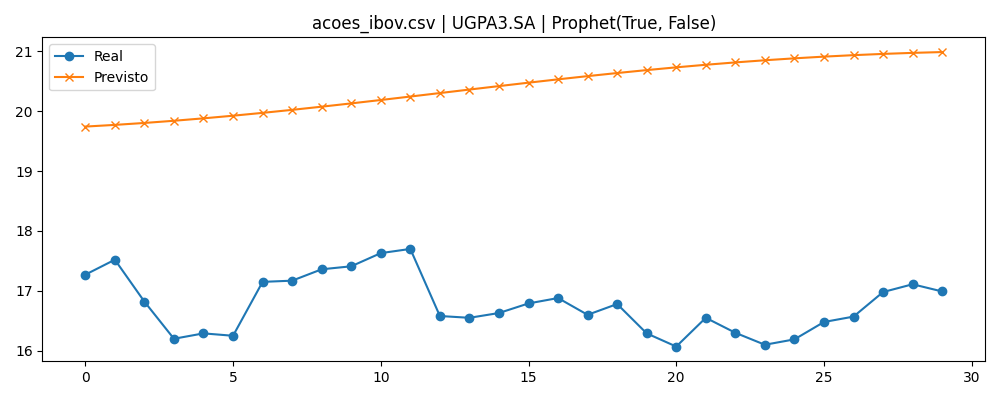 acoes_ibov.csv | UGPA3.SA | Prophet(True, False)
Real
Previsto
21
20
19
18
17
16
0 5 10 15 20 25 30